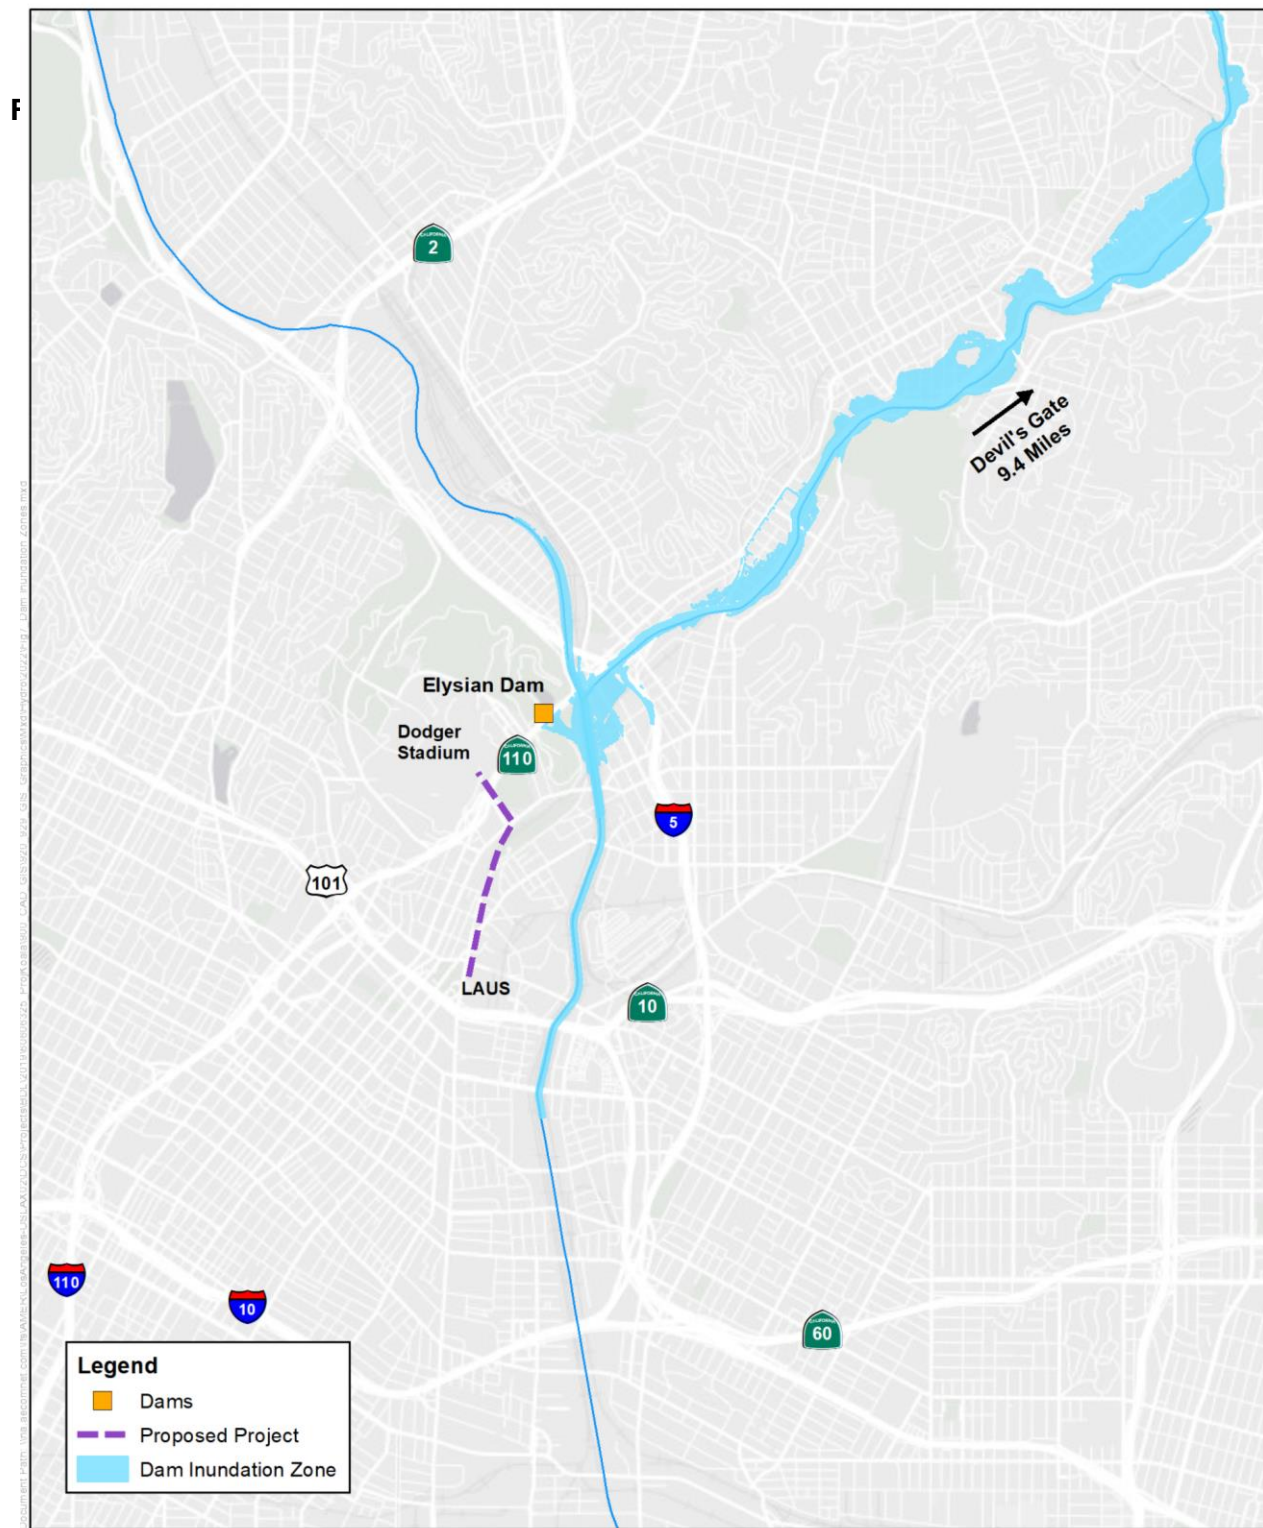 F
2
Devil's Gate
9.4 Miles
Elysian Dam
Dodger
Stadium
110
5
101
LAUS
10
110
10
60
Legend
Dams
Proposed Project
Dam Inundation Zone